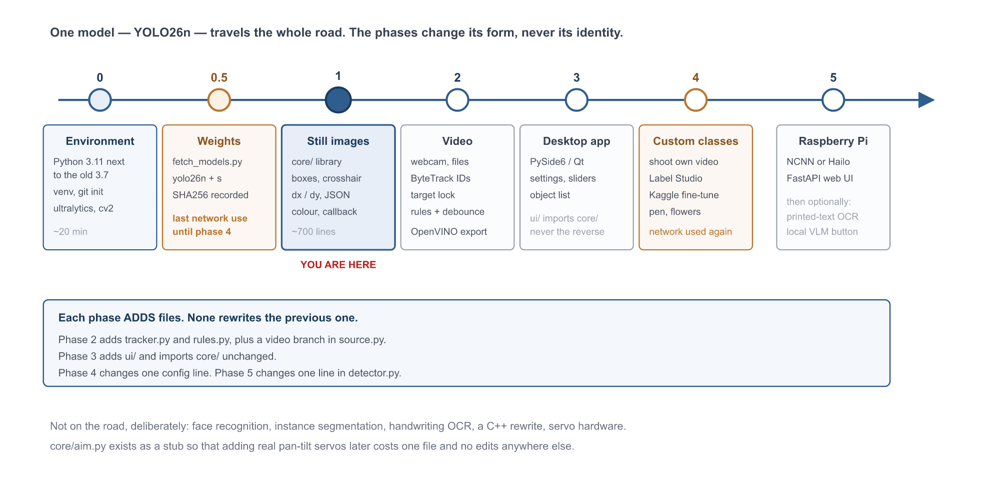 One model — YOLO26n — travels the whole road. The phases change its form, never its identity.
0
0.5
1
2
3
4
5
Environment
Python 3.11 next
to the old 3.7
venv, git init
ultralytics, cv2
~20 min
Weights
fetch_models.py
yolo26n + s
SHA256 recorded
last network use
until phase 4
Still images
core/ library
boxes, crosshair
dx / dy, JSON
colour, callback
~700 lines
Video
webcam, files
ByteTrack IDs
target lock
rules + debounce
OpenVINO export
Desktop app
PySide6 / Qt
settings, sliders
object list
ui/ imports core/
never the reverse
Custom classes
shoot own video
Label Studio
Kaggle fine-tune
pen, flowers
network used again
Raspberry Pi
NCNN or Hailo
FastAPI web UI
then optionally:
printed-text OCR
local VLM button
YOU ARE HERE
Each phase ADDS files. None rewrites the previous one.
Phase 2 adds tracker.py and rules.py, plus a video branch in source.py.
Phase 3 adds ui/ and imports core/ unchanged.
Phase 4 changes one config line. Phase 5 changes one line in detector.py.
Not on the road, deliberately: face recognition, instance segmentation, handwriting OCR, a C++ rewrite, servo hardware.
core/aim.py exists as a stub so that adding real pan-tilt servos later costs one file and no edits anywhere else.